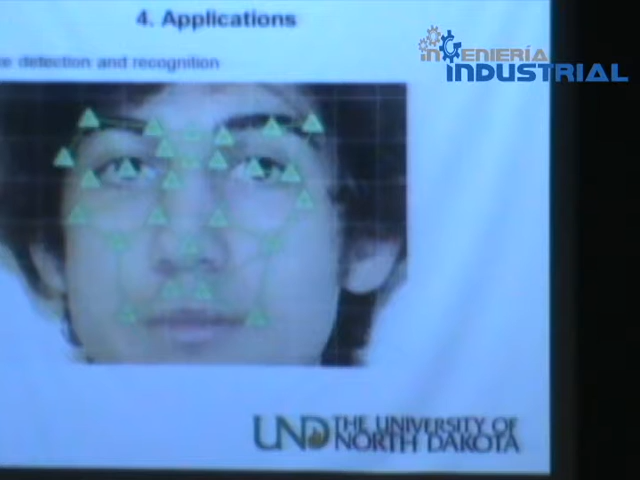 4. Applications
e detection and recognition
INGENIERÍA
INDUSTRIAL
UND THE UNIVERSITY OF
NORTH DAKOTA